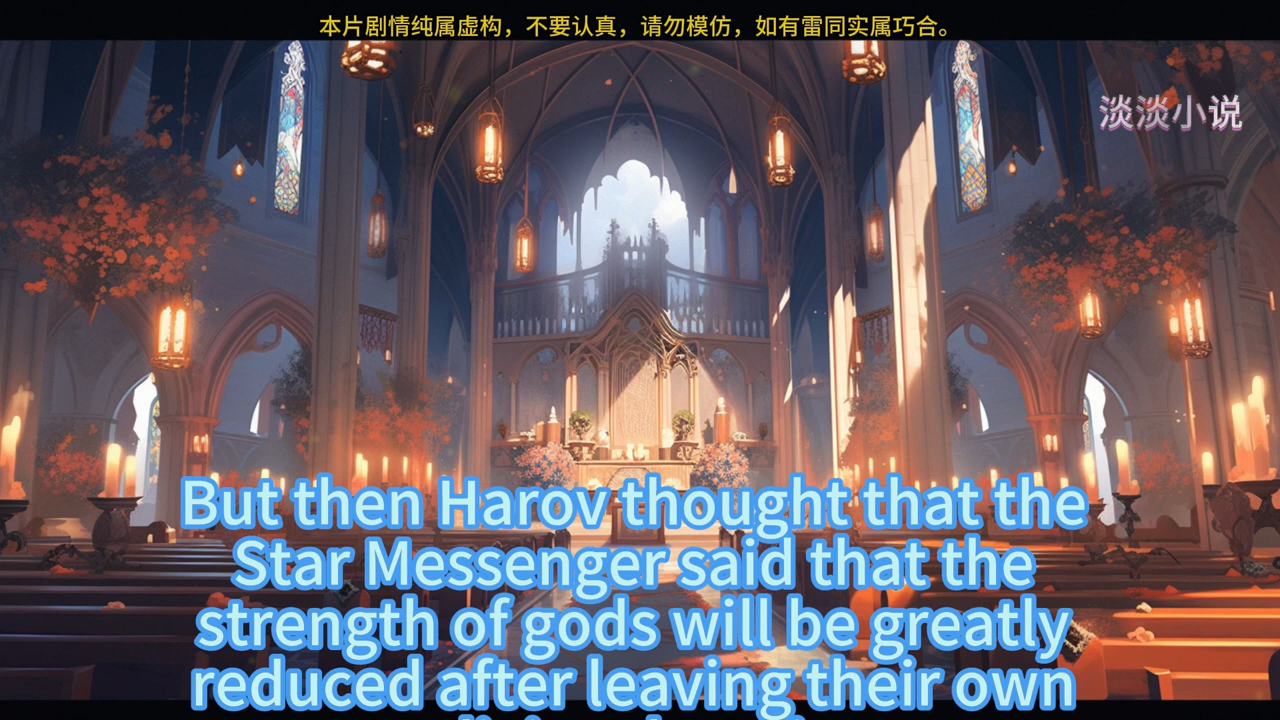 本片剧情纯属虚构，不要认真，请勿模仿，如有雷同实属巧合。
淡淡小说
But then Harov thought that the
Star Messenger said that the
strength of gods will be greatly
reduced after leaving their own